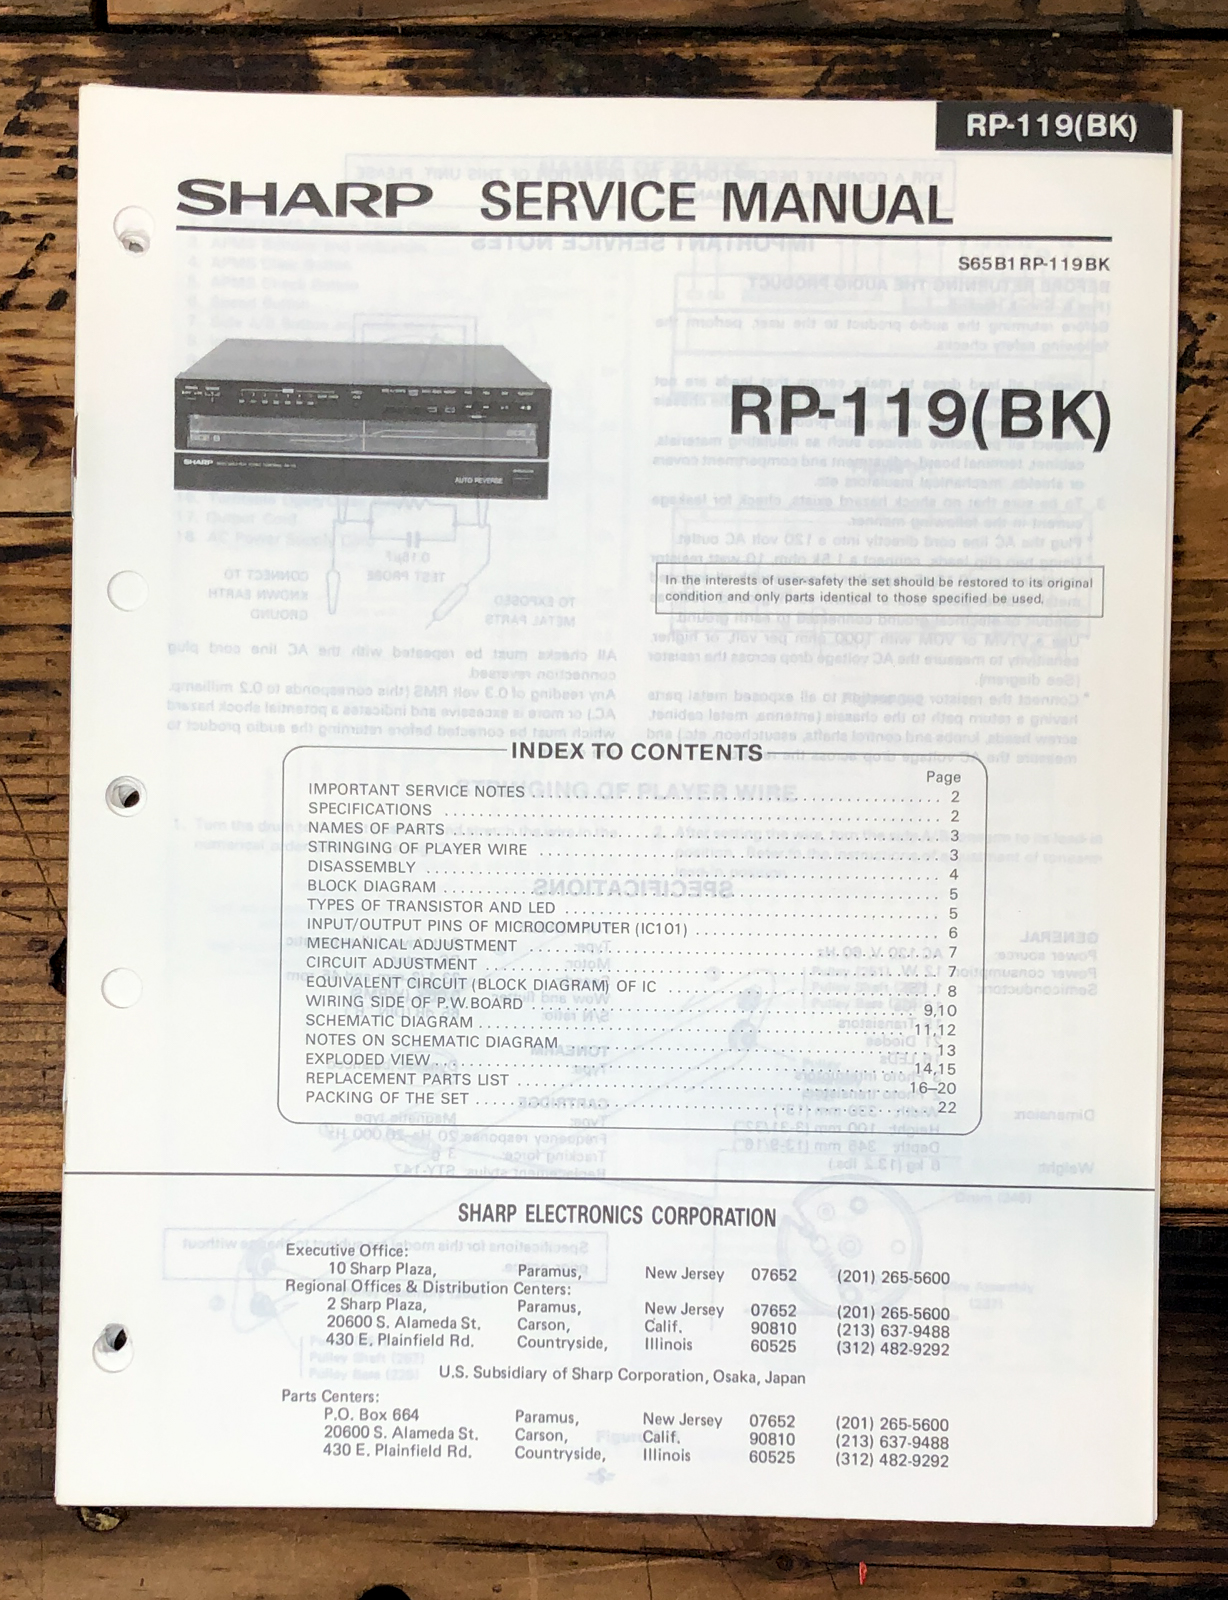 RP-119(BK)
SHARP SERVICE MANUAL
S65B1RP-119BK
SIDE B SIDE A
SHARP
AUTO REVERSE
RP-119(BK)
In the interests of user-safety the set should be restored to its original
condition and only parts identical to those specified be used.
INDEX TO CONTENTS
Page
IMPORTANT SERVICE NOTES 2
SPECIFICATIONS 2
NAMES OF PARTS 3
STRINGING OF PLAYER WIRE 3
DISASSEMBLY 4
BLOCK DIAGRAM 5
TYPES OF TRANSISTOR AND LED 5
INPUT/OUTPUT PINS OF MICROCOMPUTER (IC101) 6
MECHANICAL ADJUSTMENT 7
CIRCUIT ADJUSTMENT 7
EQUIVALENT CIRCUIT (BLOCK DIAGRAM) OF IC 8
WIRING SIDE OF P.W.BOARD 9,10
SCHEMATIC DIAGRAM 11,12
NOTES ON SCHEMATIC DIAGRAM 13
EXPLODED VIEW 14,15
REPLACEMENT PARTS LIST 16–20
PACKING OF THE SET 22
SHARP ELECTRONICS CORPORATION
Executive Office:
10 Sharp Plaza, Paramus, New Jersey 07652 (201) 265-5600
Regional Offices & Distribution Centers:
2 Sharp Plaza, Paramus, New Jersey 07652 (201) 265-5600
20600 S. Alameda St. Carson, Calif. 90810 (213) 637-9488
430 E. Plainfield Rd. Countryside, Illinois 60525 (312) 482-9292
U.S. Subsidiary of Sharp Corporation, Osaka, Japan
Parts Centers:
P.O. Box 664 Paramus, New Jersey 07652 (201) 265-5600
20600 S. Alameda St. Carson, Calif. 90810 (213) 637-9488
430 E. Plainfield Rd. Countryside, Illinois 60525 (312) 482-9292